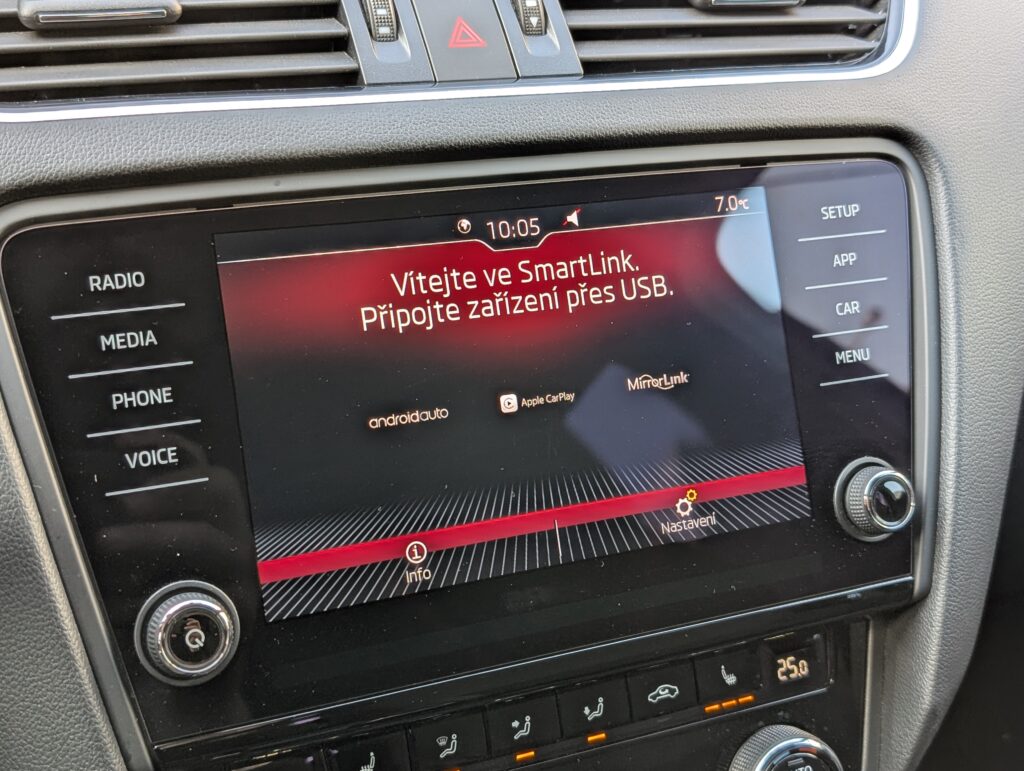 10:05
7.0°C
Vítejte ve SmartLink.
Připojte zařízení přes USB.
androidauto
Apple CarPlay
MirrorLink
Info
Nastavení
RADIO
MEDIA
PHONE
VOICE
SETUP
APP
CAR
MENU
25.0